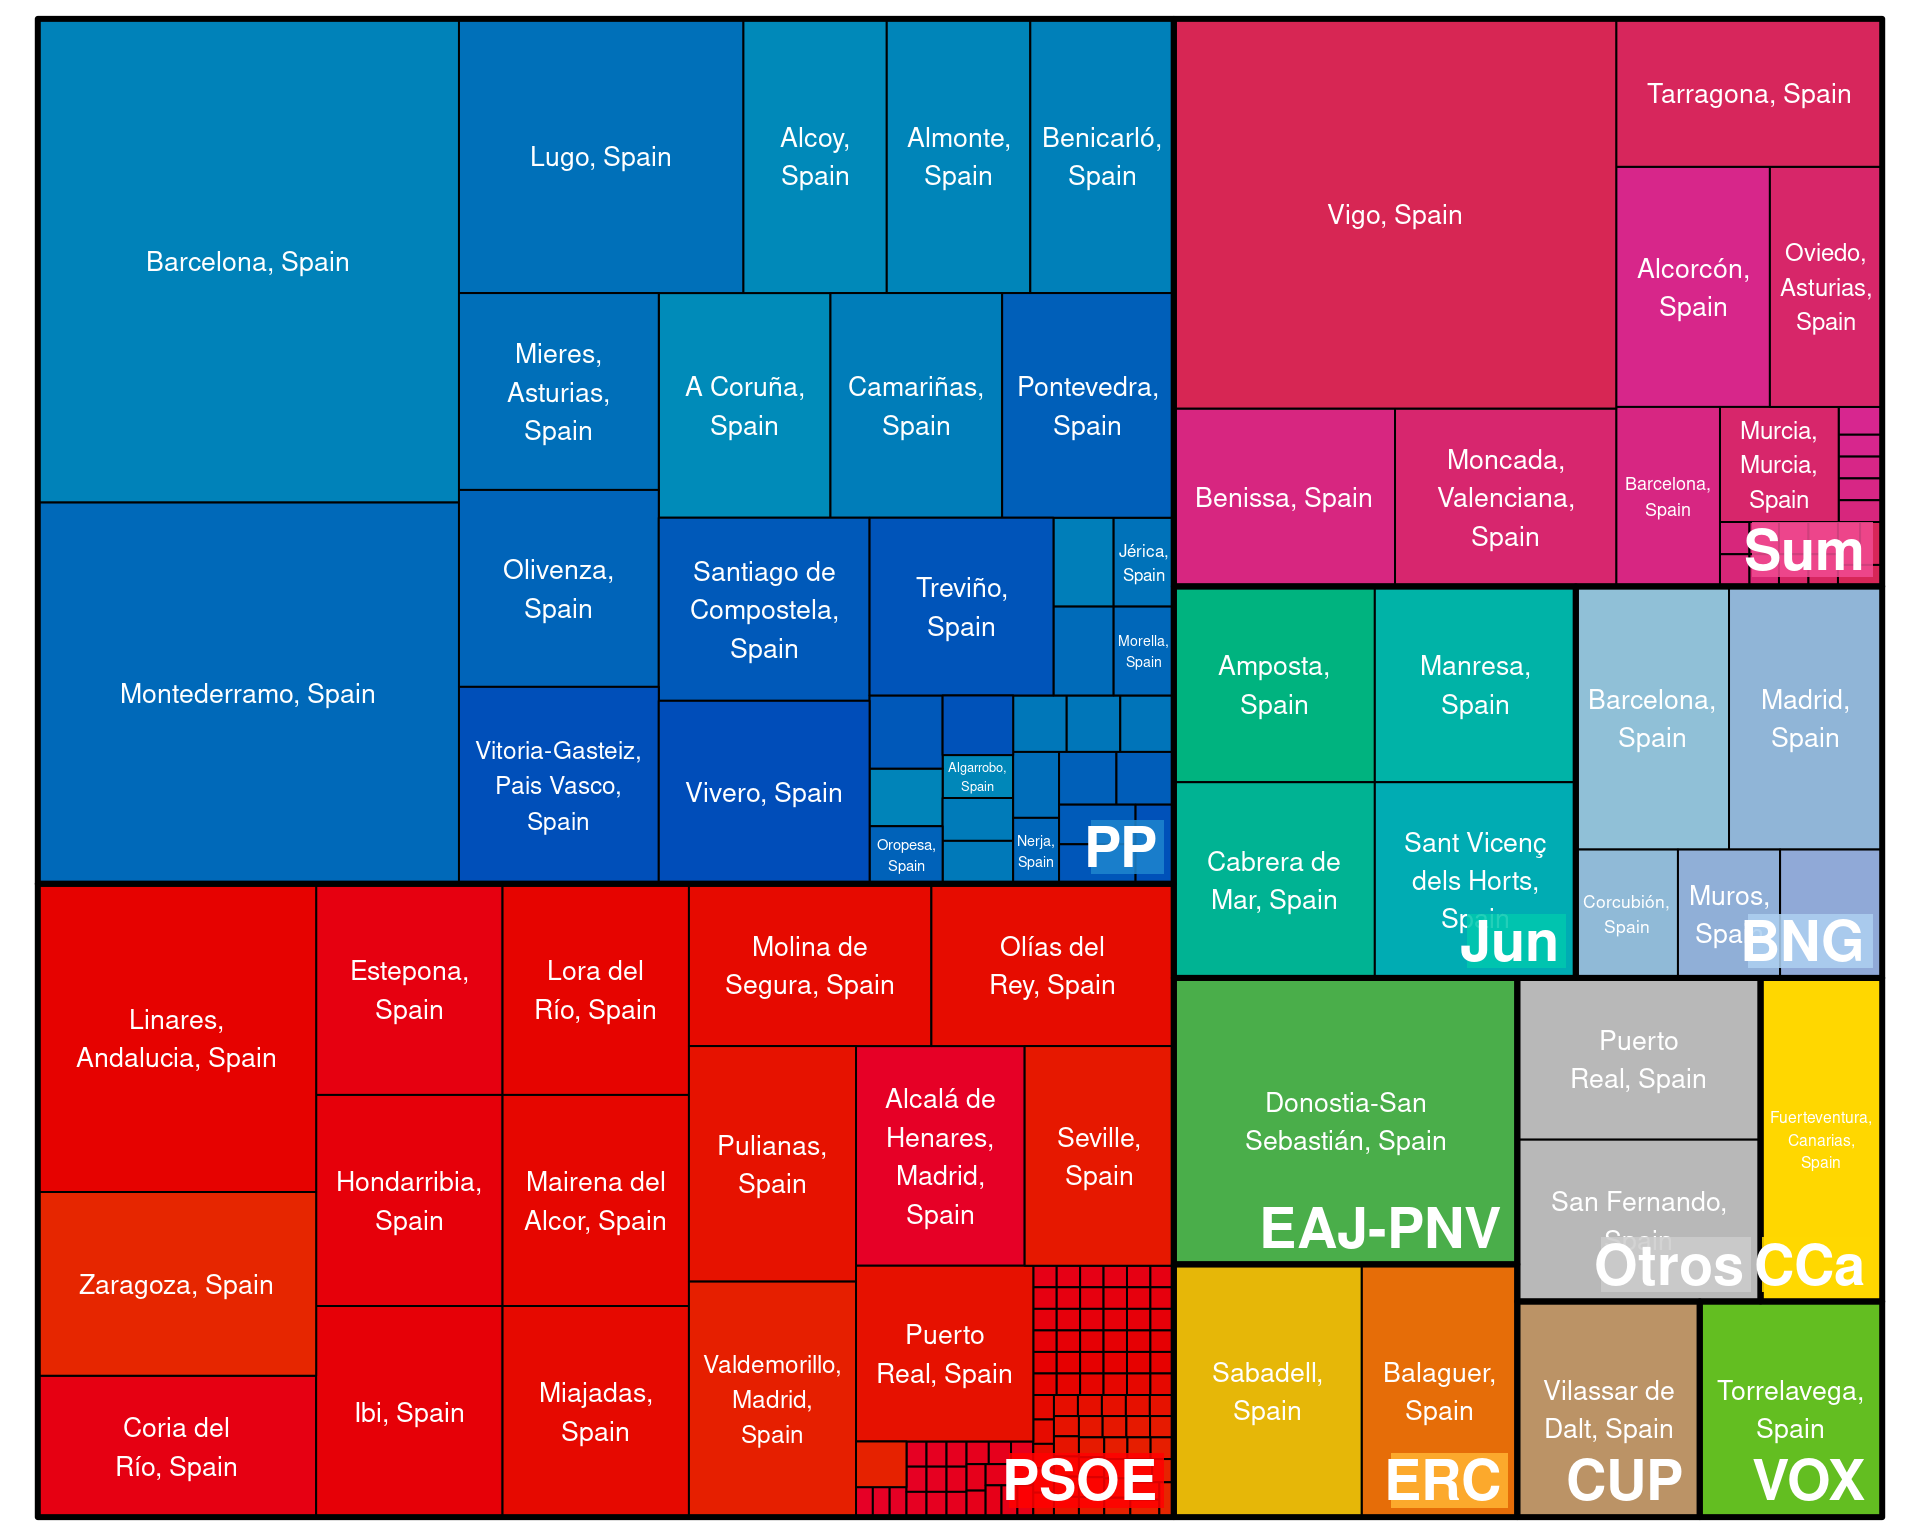 Barcelona, Spain
Lugo, Spain
Alcoy,
Spain
Almonte,
Spain
Benicarló,
Spain
Mieres,
Asturias,
Spain
A Coruña,
Spain
Camariñas,
Spain
Pontevedra,
Spain
Montederramo, Spain
Olivenza,
Spain
Santiago de
Compostela,
Spain
Treviño,
Spain
Jérica,
Spain
Morella,
Spain
Vitoria-Gasteiz,
Pais Vasco,
Spain
Vivero, Spain
Algarrobo,
Spain
Oropesa,
Spain
Nerja,
Spain
PP
Vigo, Spain
Tarragona, Spain
Alcorcón,
Spain
Oviedo,
Asturias,
Spain
Benissa, Spain
Moncada,
Valenciana,
Spain
Barcelona,
Spain
Murcia,
Murcia,
Spain
Sum
Amposta,
Spain
Manresa,
Spain
Cabrera de
Mar, Spain
Sant Vicenç
dels Horts,
Spain
Jun
Barcelona,
Spain
Madrid,
Spain
Corcubión,
Spain
Muros,
Spain
BNG
Linares,
Andalucia, Spain
Estepona,
Spain
Lora del
Río, Spain
Molina de
Segura, Spain
Olías del
Rey, Spain
Hondarribia,
Spain
Mairena del
Alcor, Spain
Pulianas,
Spain
Alcalá de
Henares,
Madrid,
Spain
Seville,
Spain
Zaragoza, Spain
Coria del
Río, Spain
Ibi, Spain
Miajadas,
Spain
Valdemorillo,
Madrid,
Spain
Puerto
Real, Spain
PSOE
Donostia-San
Sebastián, Spain
EAJ-PNV
Puerto
Real, Spain
San Fernando,
Spain
Otros
Fuerteventura,
Canarias,
Spain
CCa
Sabadell,
Spain
Balaguer,
Spain
ERC
Vilassar de
Dalt, Spain
CUP
Torrelavega,
Spain
VOX